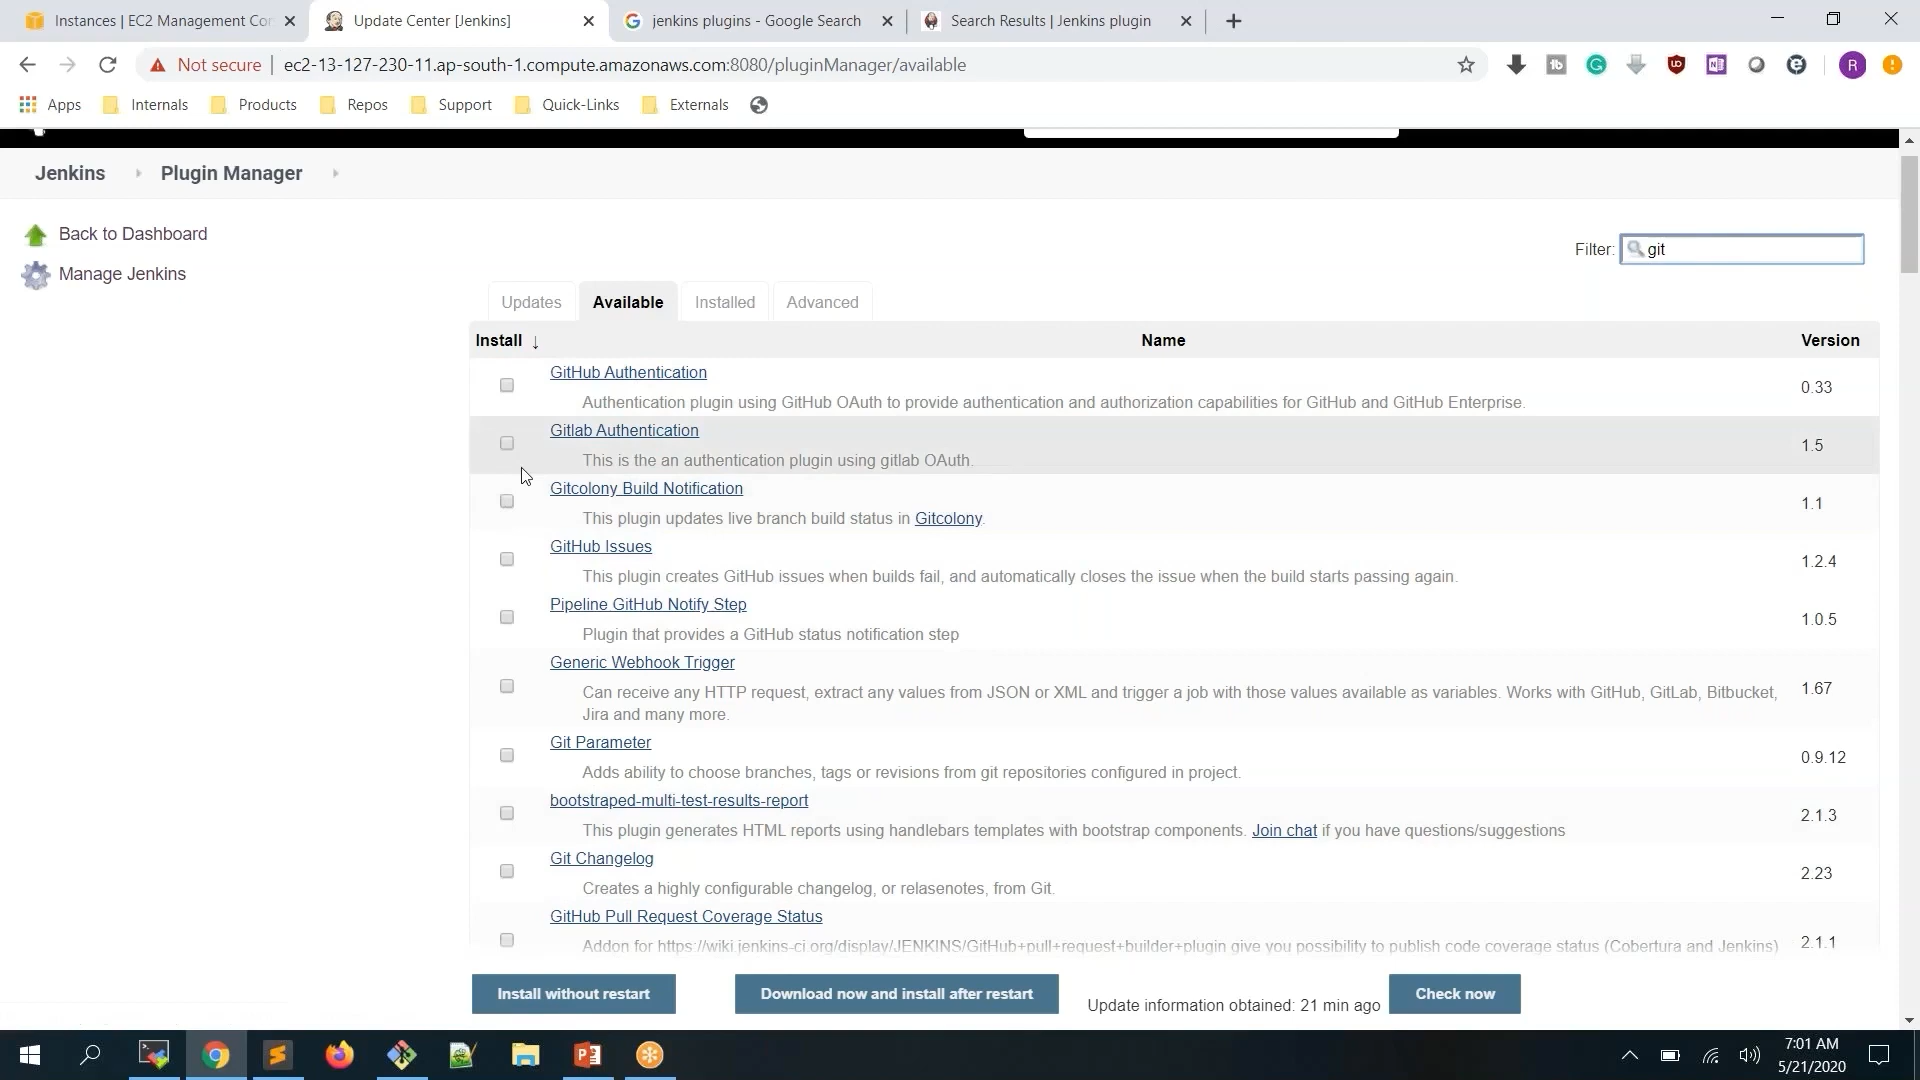 Instances | EC2 Management Con
Update Center [Jenkins]
jenkins plugins - Google Search
Search Results | Jenkins plugin
Not secure
ec2-13-127-230-11.ap-south-1.compute.amazonaws.com:8080/pluginManager/available
R
Apps
Internals
Products
Repos
Support
Quick-Links
Externals
Jenkins
Plugin Manager
Back to Dashboard
Manage Jenkins
Filter:
git
Updates
Available
Installed
Advanced
Install ↓
Name
Version
GitHub Authentication
Authentication plugin using GitHub OAuth to provide authentication and authorization capabilities for GitHub and GitHub Enterprise.
0.33
Gitlab Authentication
This is the an authentication plugin using gitlab OAuth.
1.5
Gitcolony Build Notification
This plugin updates live branch build status in Gitcolony.
1.1
GitHub Issues
This plugin creates GitHub issues when builds fail, and automatically closes the issue when the build starts passing again.
1.2.4
Pipeline GitHub Notify Step
Plugin that provides a GitHub status notification step
1.0.5
Generic Webhook Trigger
Can receive any HTTP request, extract any values from JSON or XML and trigger a job with those values available as variables. Works with GitHub, GitLab, Bitbucket,
Jira and many more.
1.67
Git Parameter
Adds ability to choose branches, tags or revisions from git repositories configured in project.
0.9.12
bootstraped-multi-test-results-report
This plugin generates HTML reports using handlebars templates with bootstrap components. Join chat if you have questions/suggestions
2.1.3
Git Changelog
Creates a highly configurable changelog, or relasenotes, from Git.
2.23
GitHub Pull Request Coverage Status
Addon for https://wiki.jenkins-ci.org/display/JENKINS/GitHub+pull+request+builder+plugin give you possibility to publish code coverage status (Cobertura and Jenkins)
2.1.1
Install without restart
Download now and install after restart
Update information obtained: 21 min ago
Check now
7:01 AM
5/21/2020